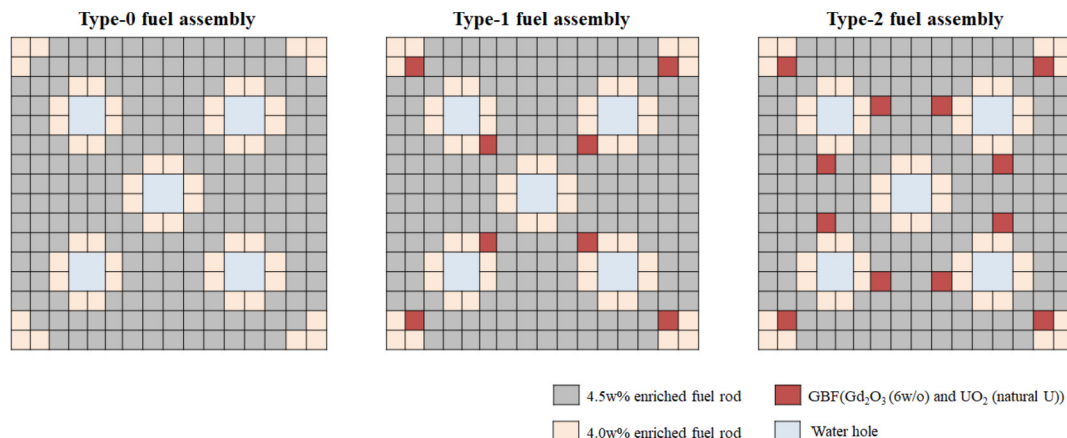 Type-0 fuel assembly
Type-1 fuel assembly
Type-2 fuel assembly
4.5w% enriched fuel rod
GBF(Gd₂O₃ (6w/o) and UO₂ (natural U))
4.0w% enriched fuel rod
Water hole